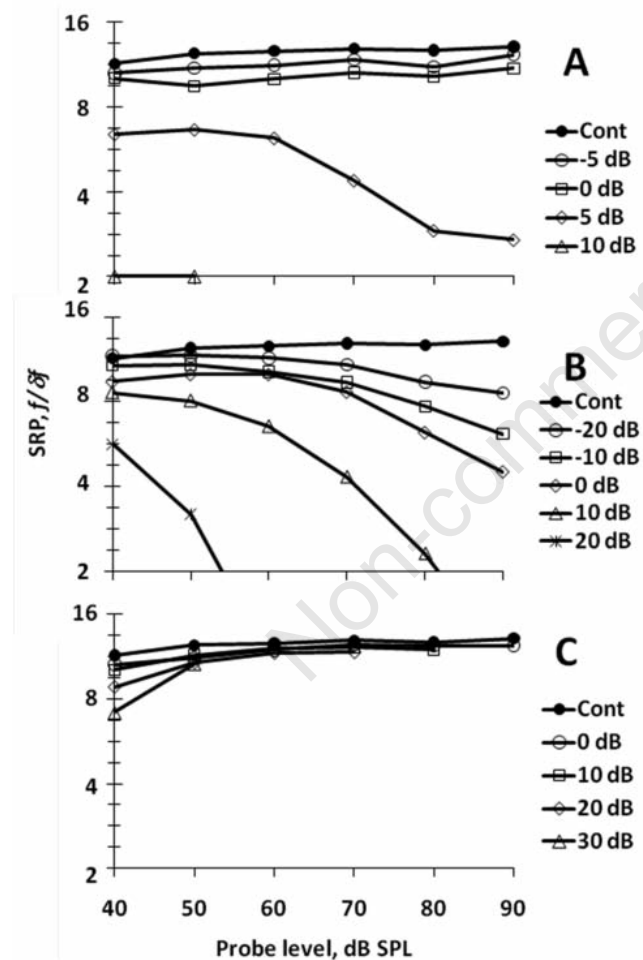 16
8
4
2
A
Cont
-5 dB
0 dB
5 dB
10 dB
16
8
4
2
B
Cont
-20 dB
-10 dB
0 dB
10 dB
20 dB
SRP, f/δf
16
8
4
2
C
Cont
0 dB
10 dB
20 dB
30 dB
40 50 60 70 80 90
Probe level, dB SPL
Non-commer